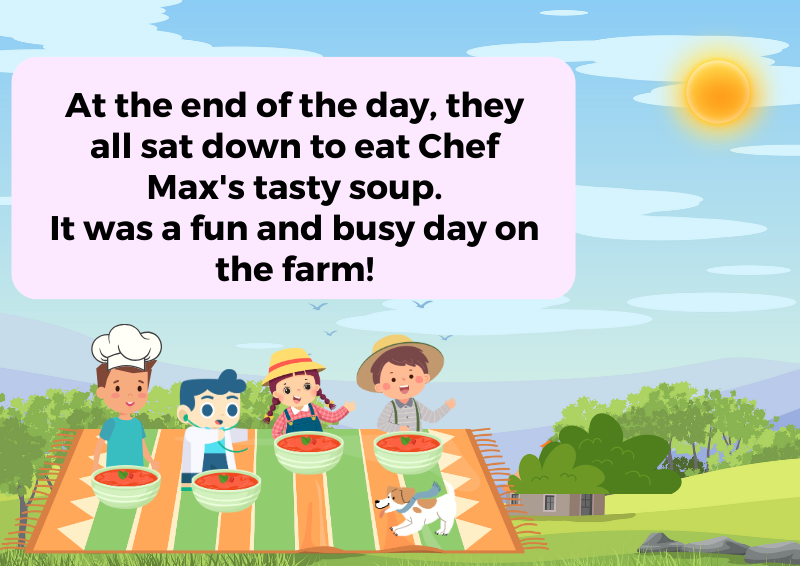 At the end of the day, they
all sat down to eat Chef
Max's tasty soup.
It was a fun and busy day on
the farm!